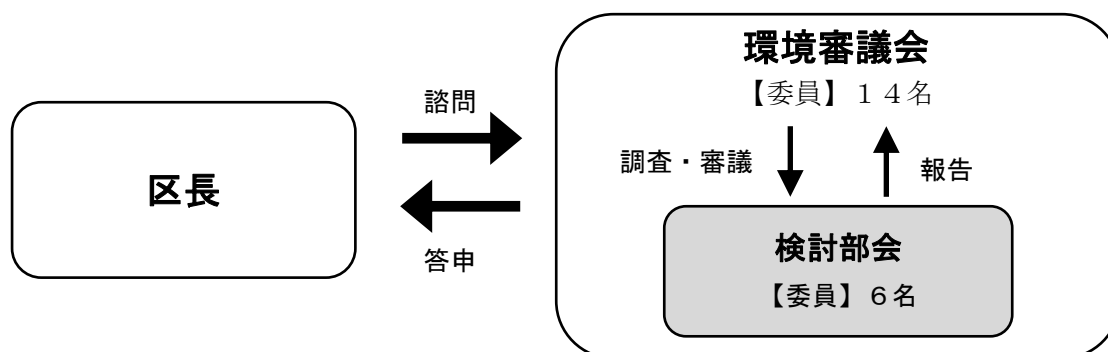 環境審議会
【委員】１４名
諮問
区長
調査・審議
報告
答申
検討部会
【委員】６名